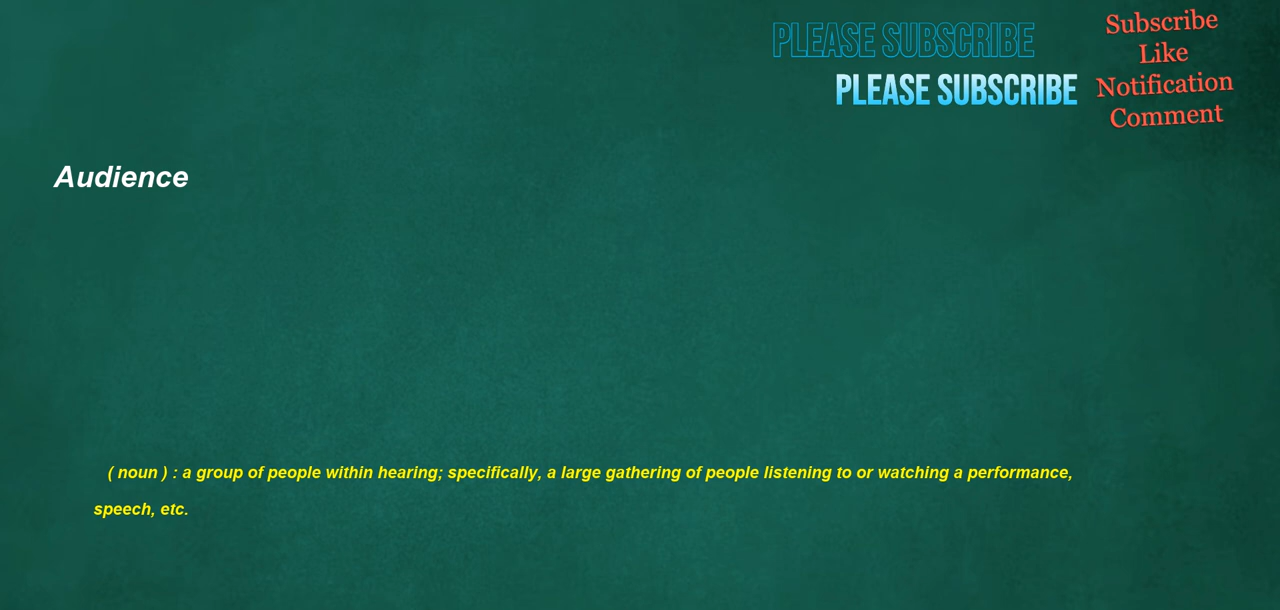 PLEASE SUBSCRIBE
PLEASE SUBSCRIBE
Subscribe
Like
Notification
Comment
Audience
( noun ) : a group of people within hearing; specifically, a large gathering of people listening to or watching a performance,
speech, etc.